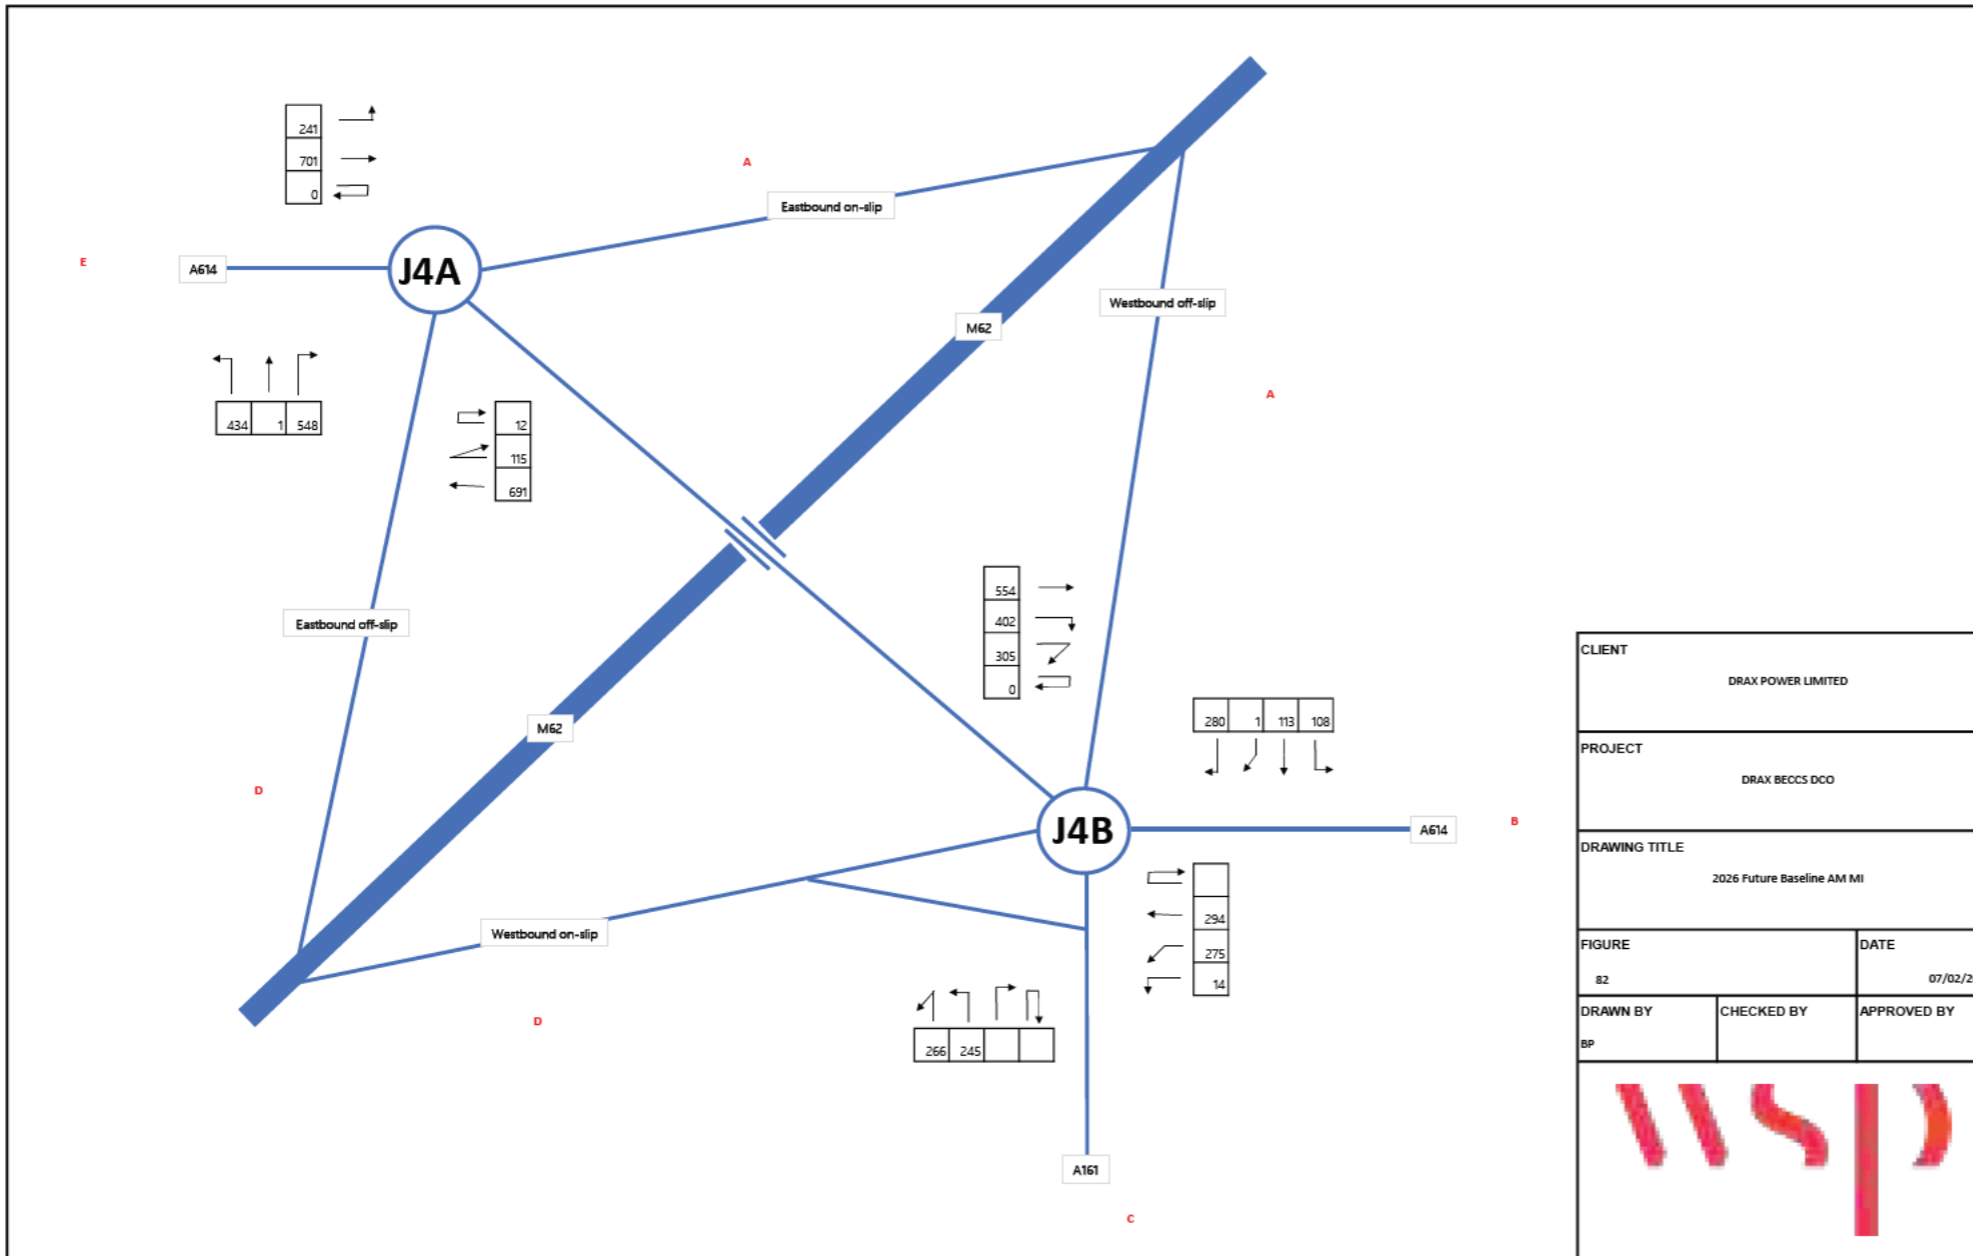 241
701
0
A
Eastbound on-slip
E
A614
J4A
Westbound off-slip
M62
A
434 1 548
12
115
691
554
402
305
0
Eastbound off-slip
M62
280 1 113 108
D
J4B
A614
B
294
275
14
Westbound on-slip
D
266 245
A161
C
CLIENT
DRAX POWER LIMITED
PROJECT
DRAX BECCS DCO
DRAWING TITLE
2026 Future Baseline AM MI
FIGURE
82
DATE
07/02/2
DRAWN BY
BP
CHECKED BY
APPROVED BY
wsp